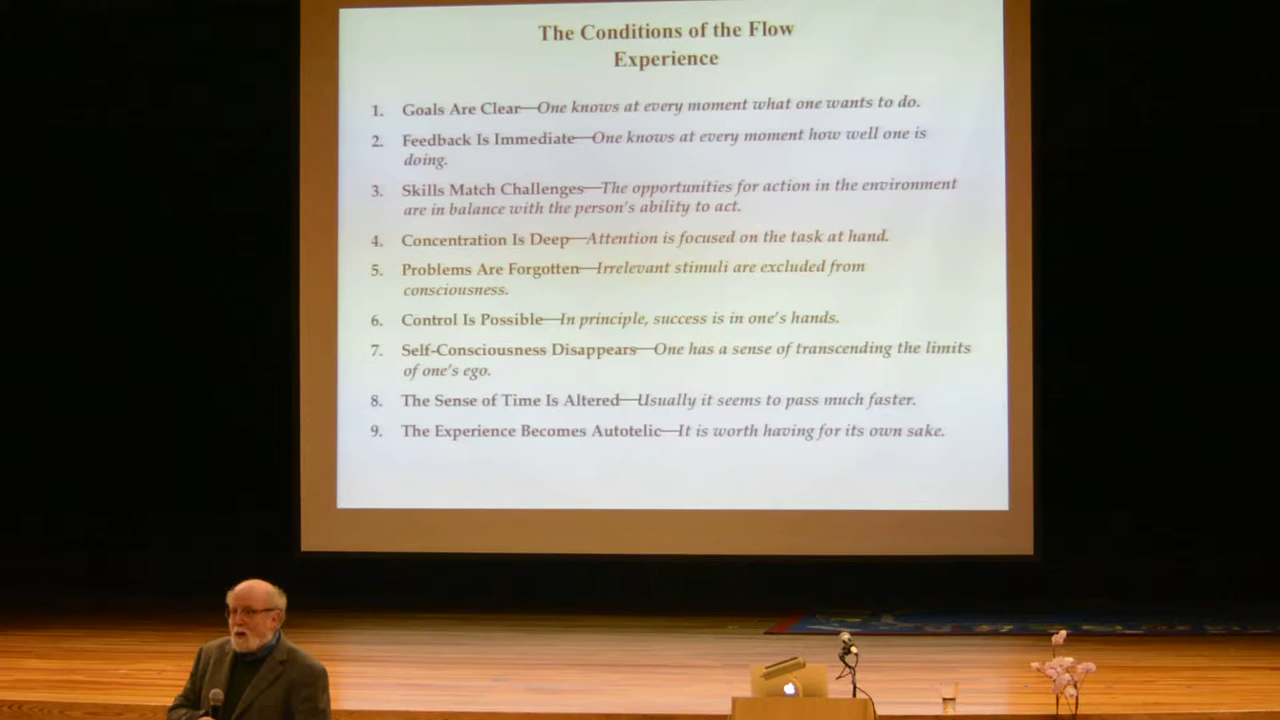 The Conditions of the Flow
Experience
1. Goals Are Clear—One knows at every moment what one wants to do.
2. Feedback Is Immediate—One knows at every moment how well one is
doing.
3. Skills Match Challenges—The opportunities for action in the environment
are in balance with the person's ability to act.
4. Concentration Is Deep—Attention is focused on the task at hand.
5. Problems Are Forgotten—Irrelevant stimuli are excluded from
consciousness.
6. Control Is Possible—In principle, success is in one's hands.
7. Self-Consciousness Disappears—One has a sense of transcending the limits
of one's ego.
8. The Sense of Time Is Altered—Usually it seems to pass much faster.
9. The Experience Becomes Autotelic—It is worth having for its own sake.